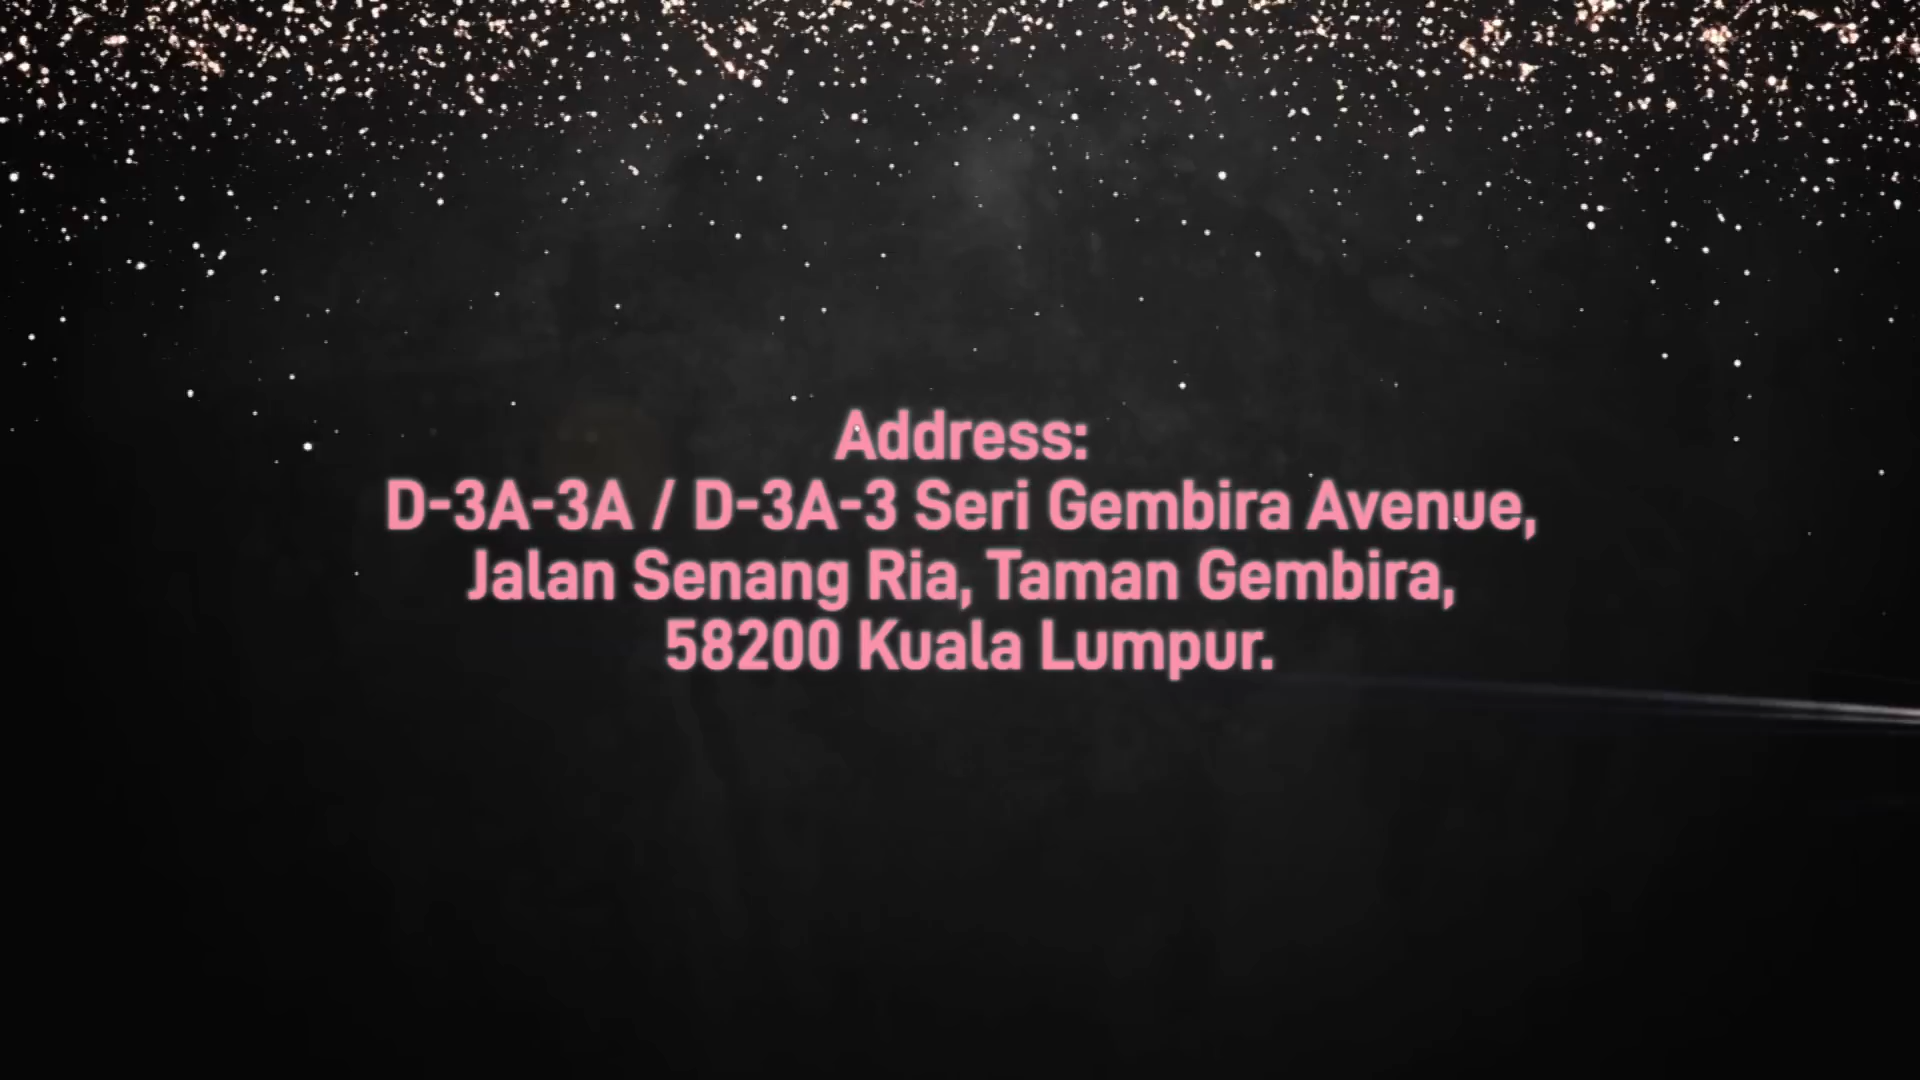 Address:
D-3A-3A / D-3A-3 Seri Gembira Avenue,
Jalan Senang Ria, Taman Gembira,
58200 Kuala Lumpur.